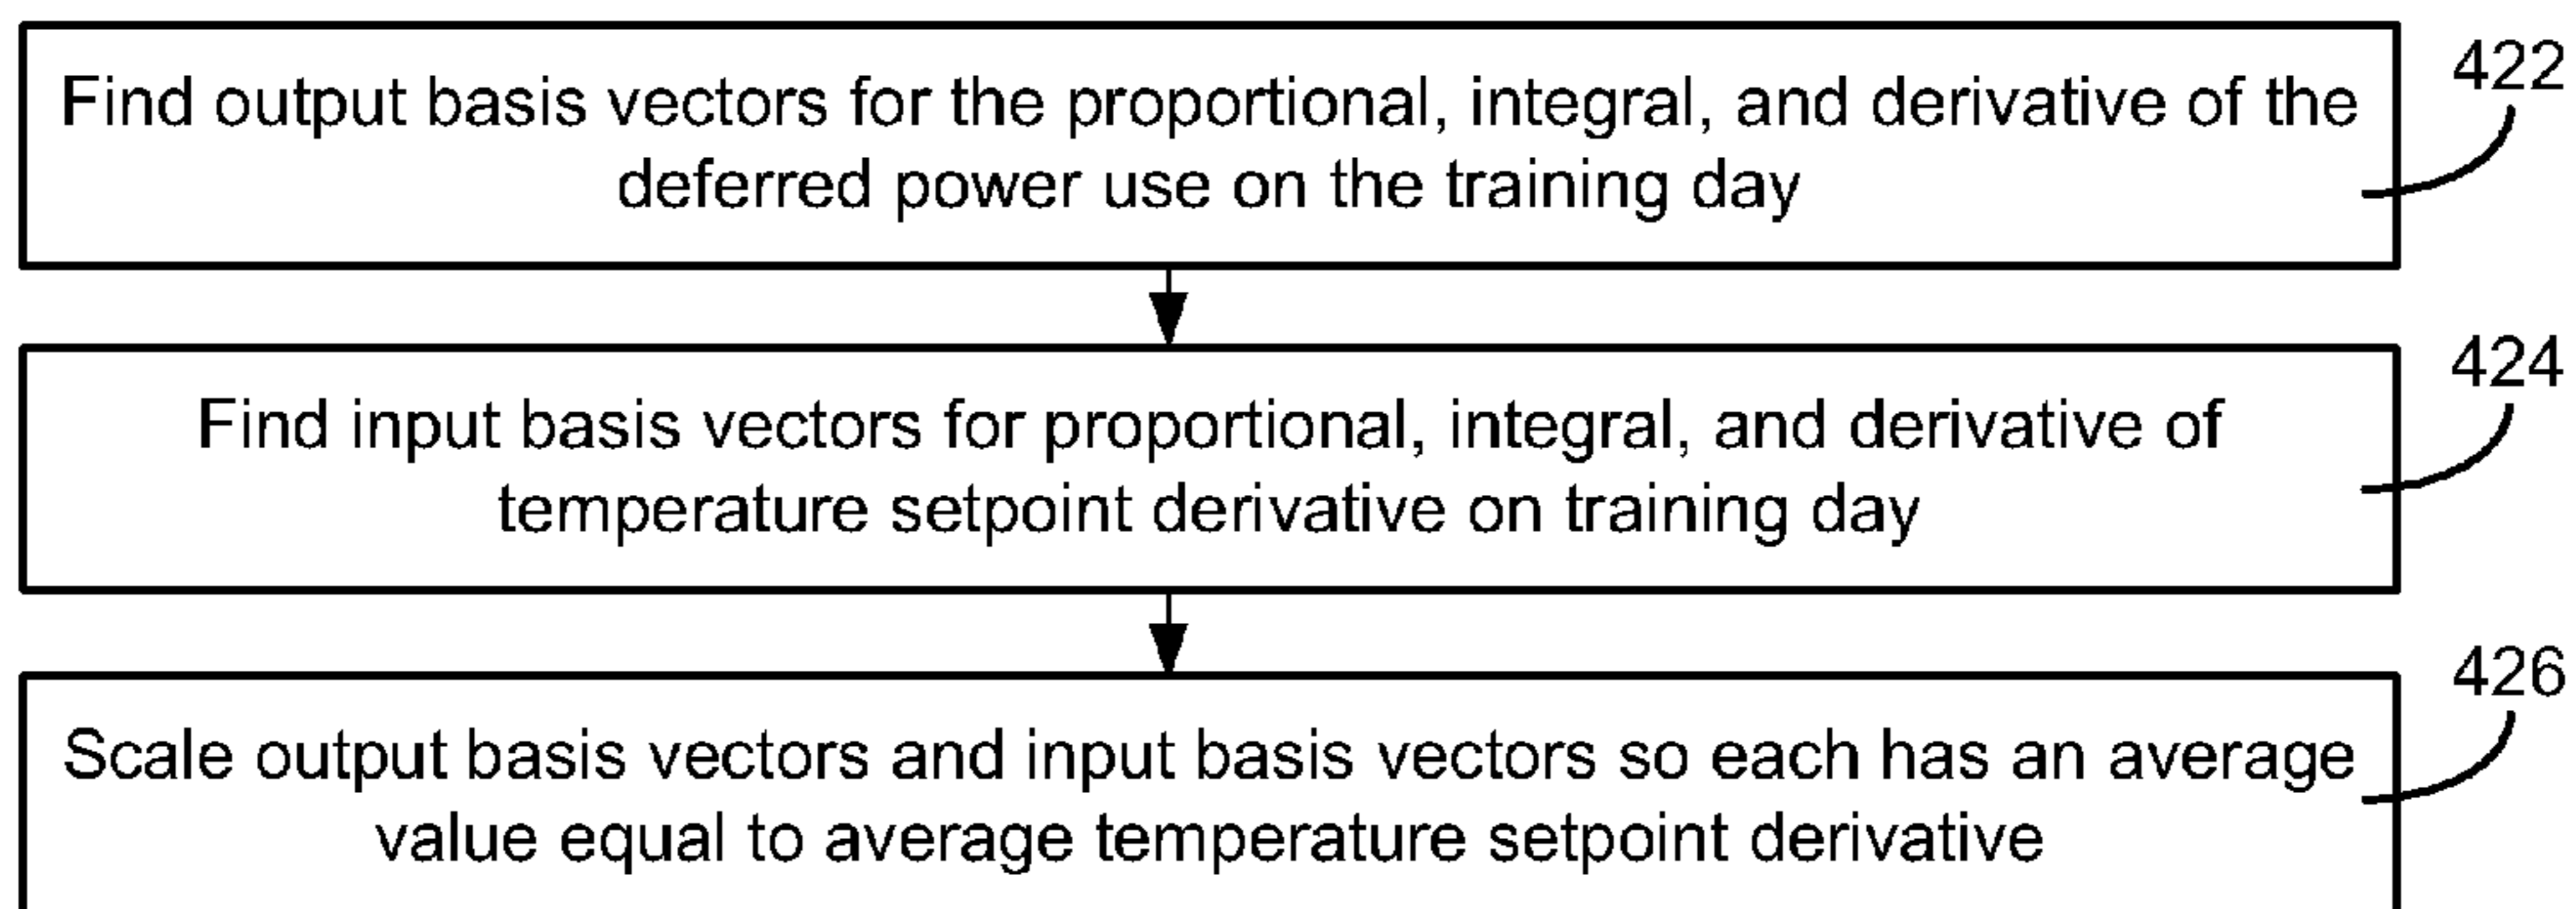 Find output basis vectors for the proportional, integral, and derivative of the
deferred power use on the training day
422
Find input basis vectors for proportional, integral, and derivative of
temperature setpoint derivative on training day
424
Scale output basis vectors and input basis vectors so each has an average
value equal to average temperature setpoint derivative
426